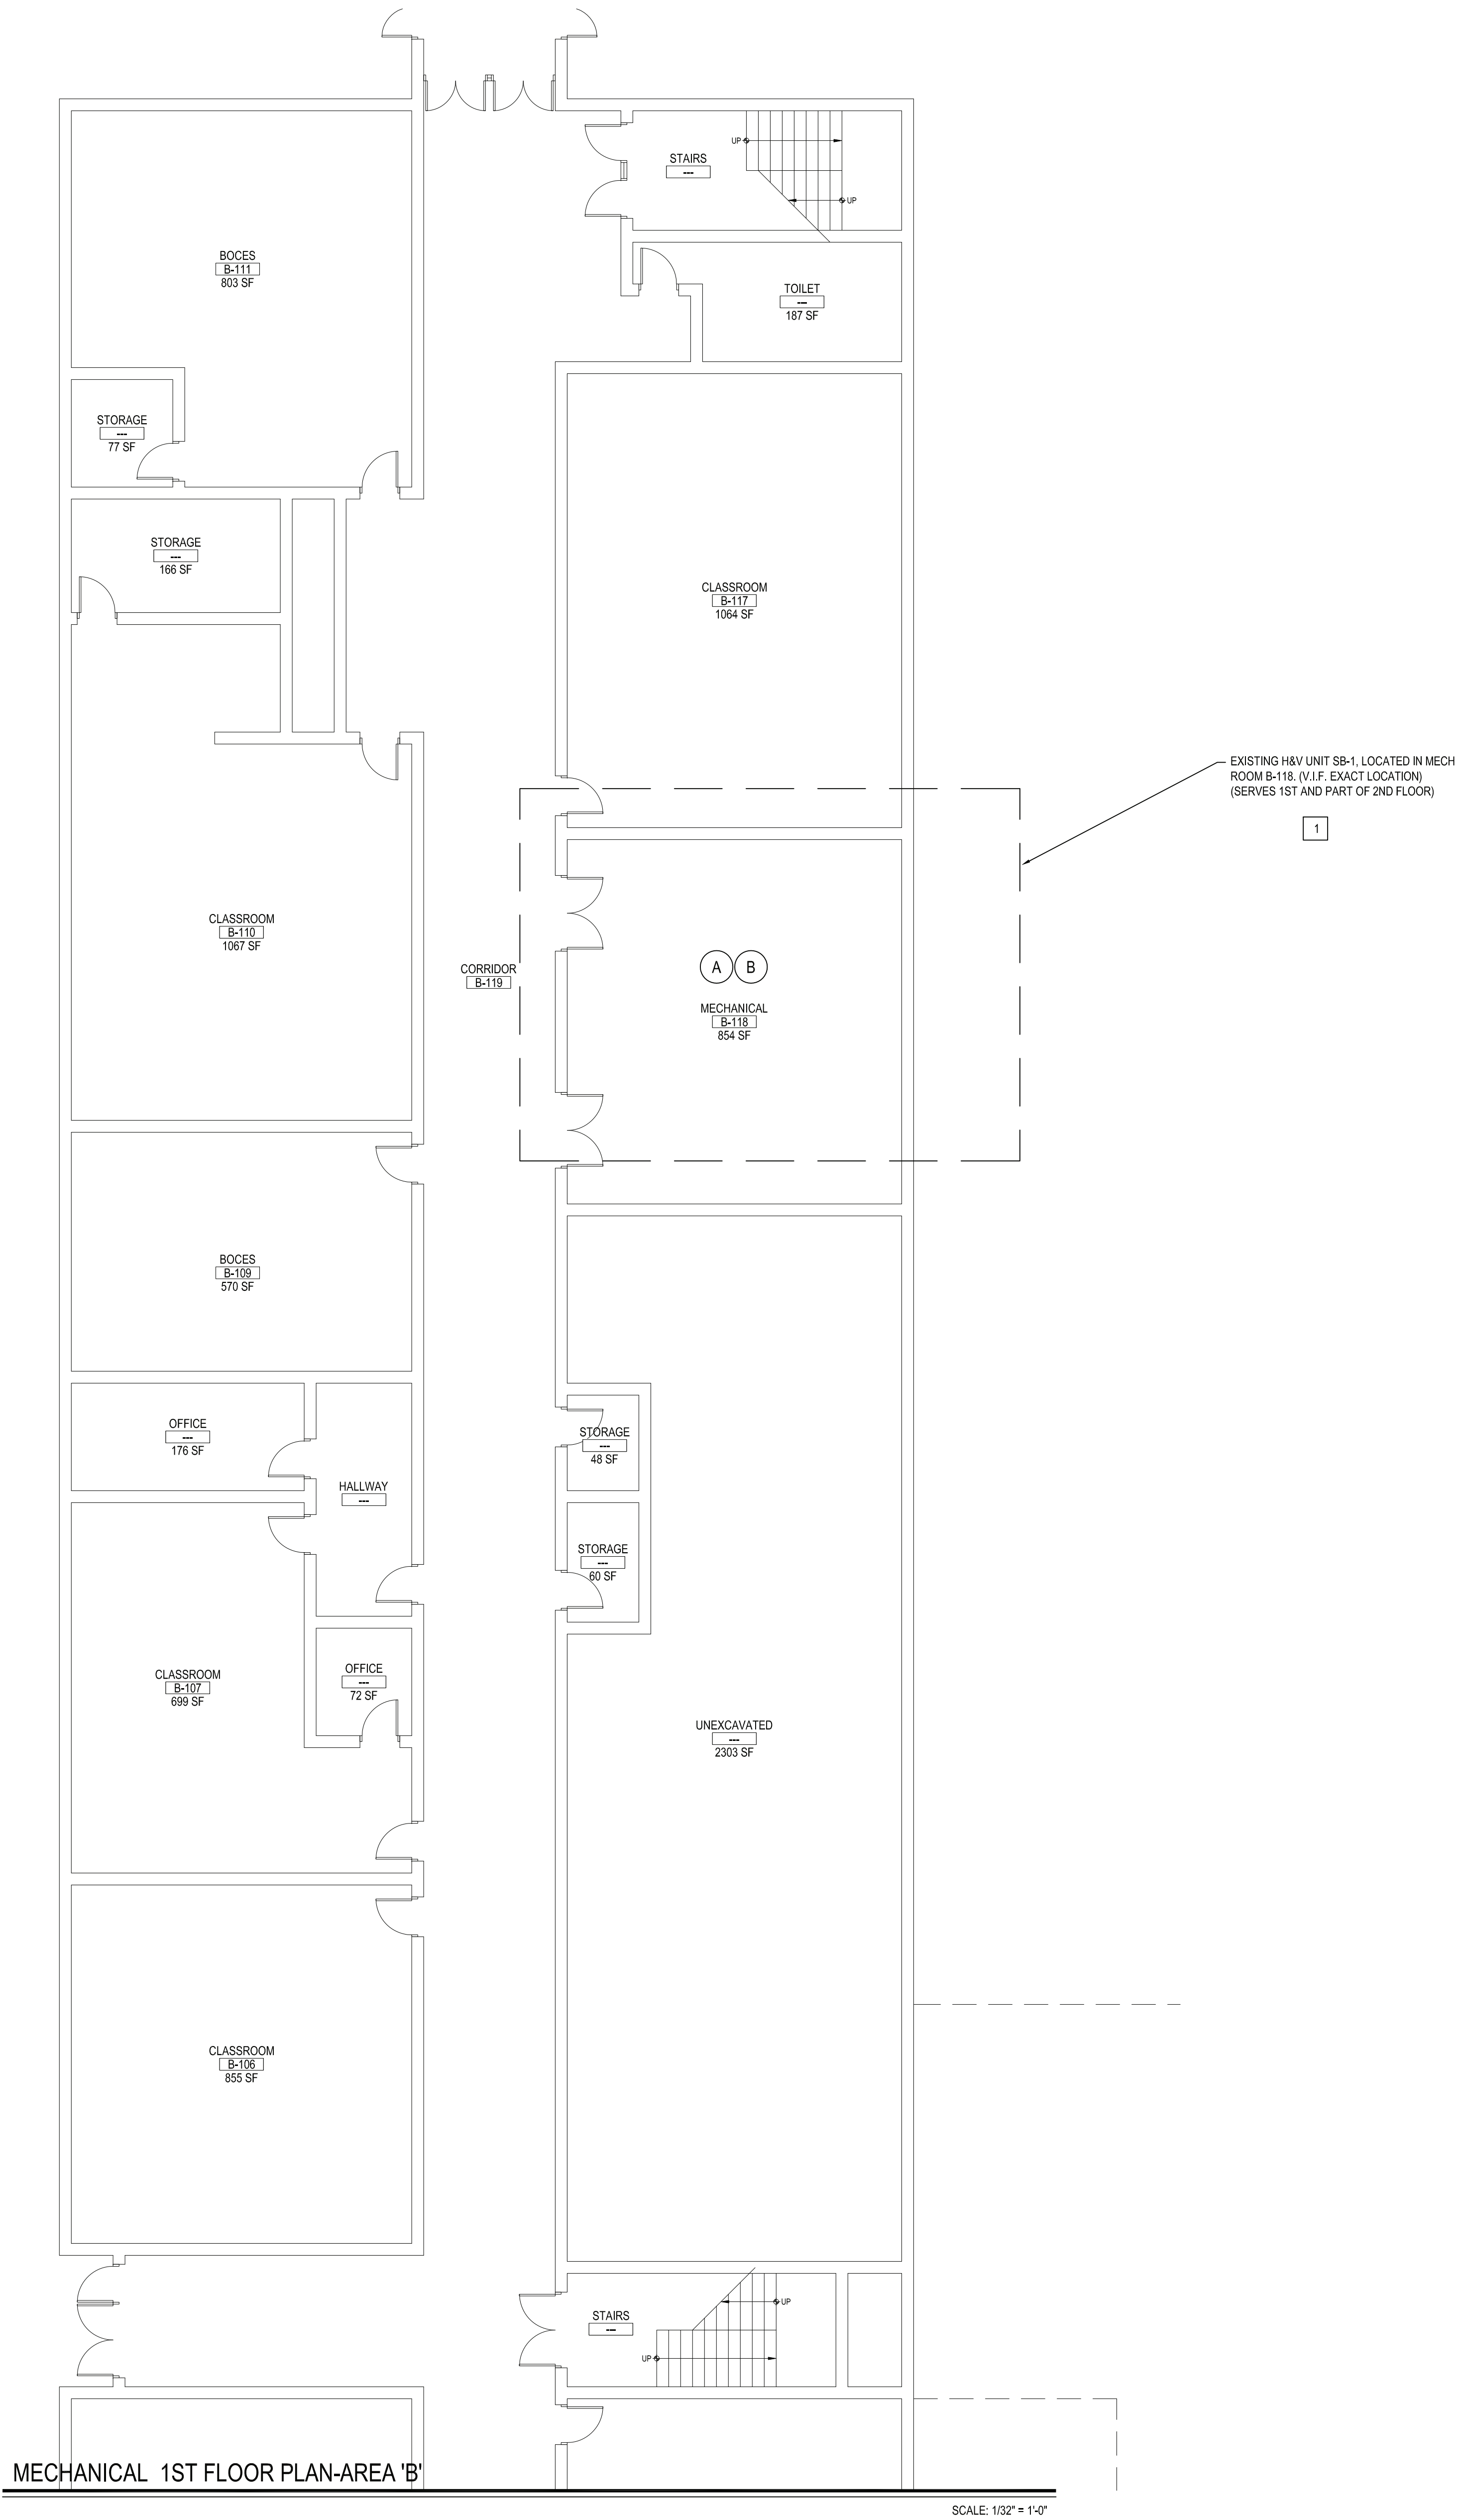 UP
STAIRS
---
UP
BOCES
B-111
803 SF
TOILET
---
187 SF
STORAGE
---
77 SF
STORAGE
---
166 SF
CLASSROOM
B-117
1064 SF
EXISTING H&V UNIT SB-1, LOCATED IN MECH
ROOM B-118. (V.I.F. EXACT LOCATION)
(SERVES 1ST AND PART OF 2ND FLOOR)
1
CLASSROOM
B-110
1067 SF
CORRIDOR
B-119
A B
MECHANICAL
B-118
854 SF
BOCES
B-109
570 SF
OFFICE
---
176 SF
STORAGE
---
48 SF
HALLWAY
---
STORAGE
---
60 SF
CLASSROOM
B-107
699 SF
OFFICE
---
72 SF
UNEXCAVATED
---
2303 SF
CLASSROOM
B-106
855 SF
STAIRS
---
UP
UP
MECHANICAL 1ST FLOOR PLAN-AREA 'B'
SCALE: 1/32" = 1'-0"